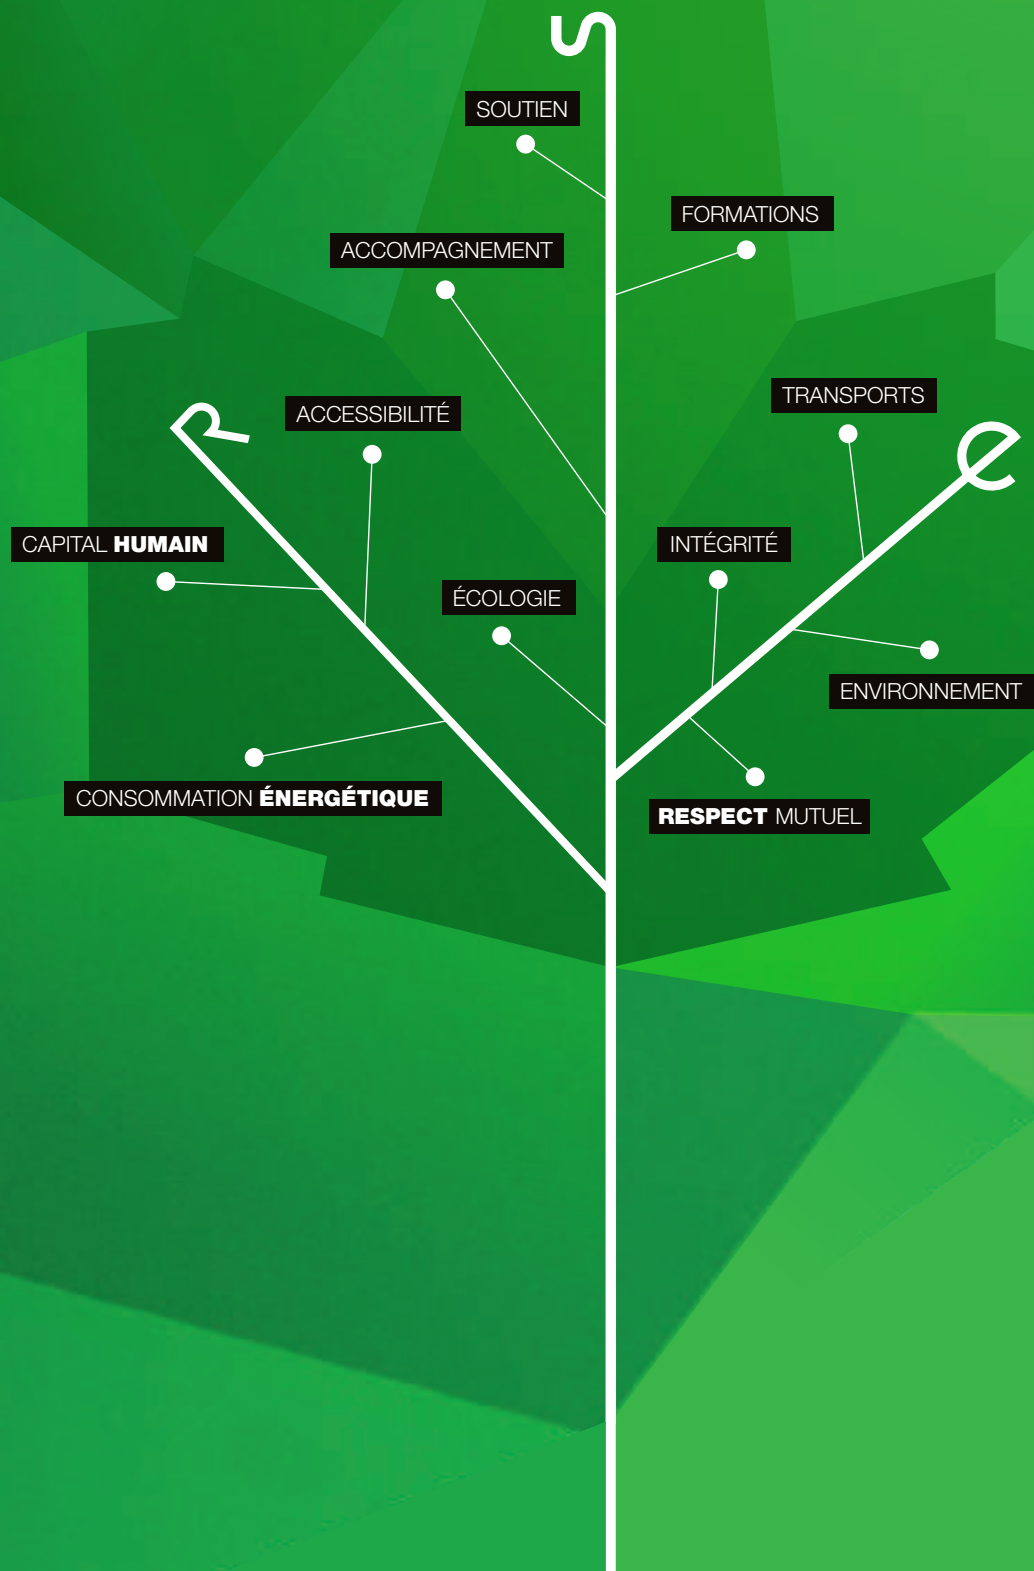 S
SOUTIEN
FORMATIONS
ACCOMPAGNEMENT
TRANSPORTS
ACCESSIBILITÉ
R
e
CAPITAL HUMAIN
INTÉGRITÉ
ÉCOLOGIE
ENVIRONNEMENT
CONSOMMATION ÉNERGÉTIQUE
RESPECT MUTUEL